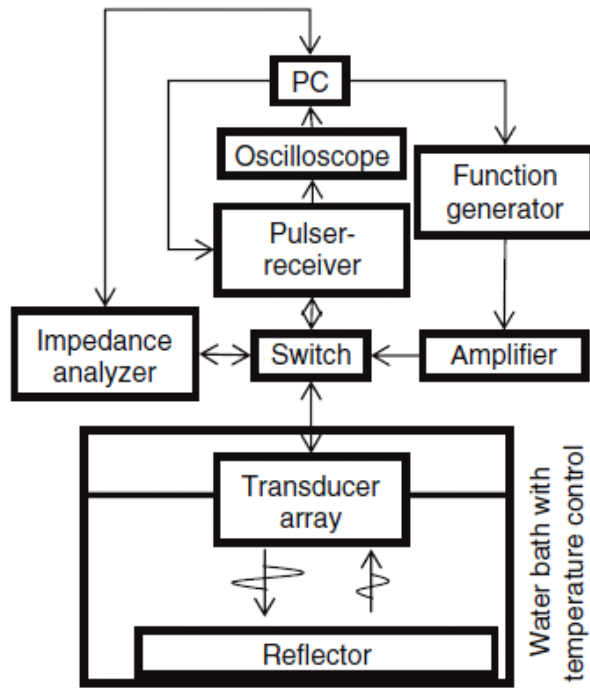 PC
Oscilloscope
Function
generator
Pulser-
receiver
Impedance
analyzer
Switch
Amplifier
Transducer
array
Reflector
Water bath with
temperature control